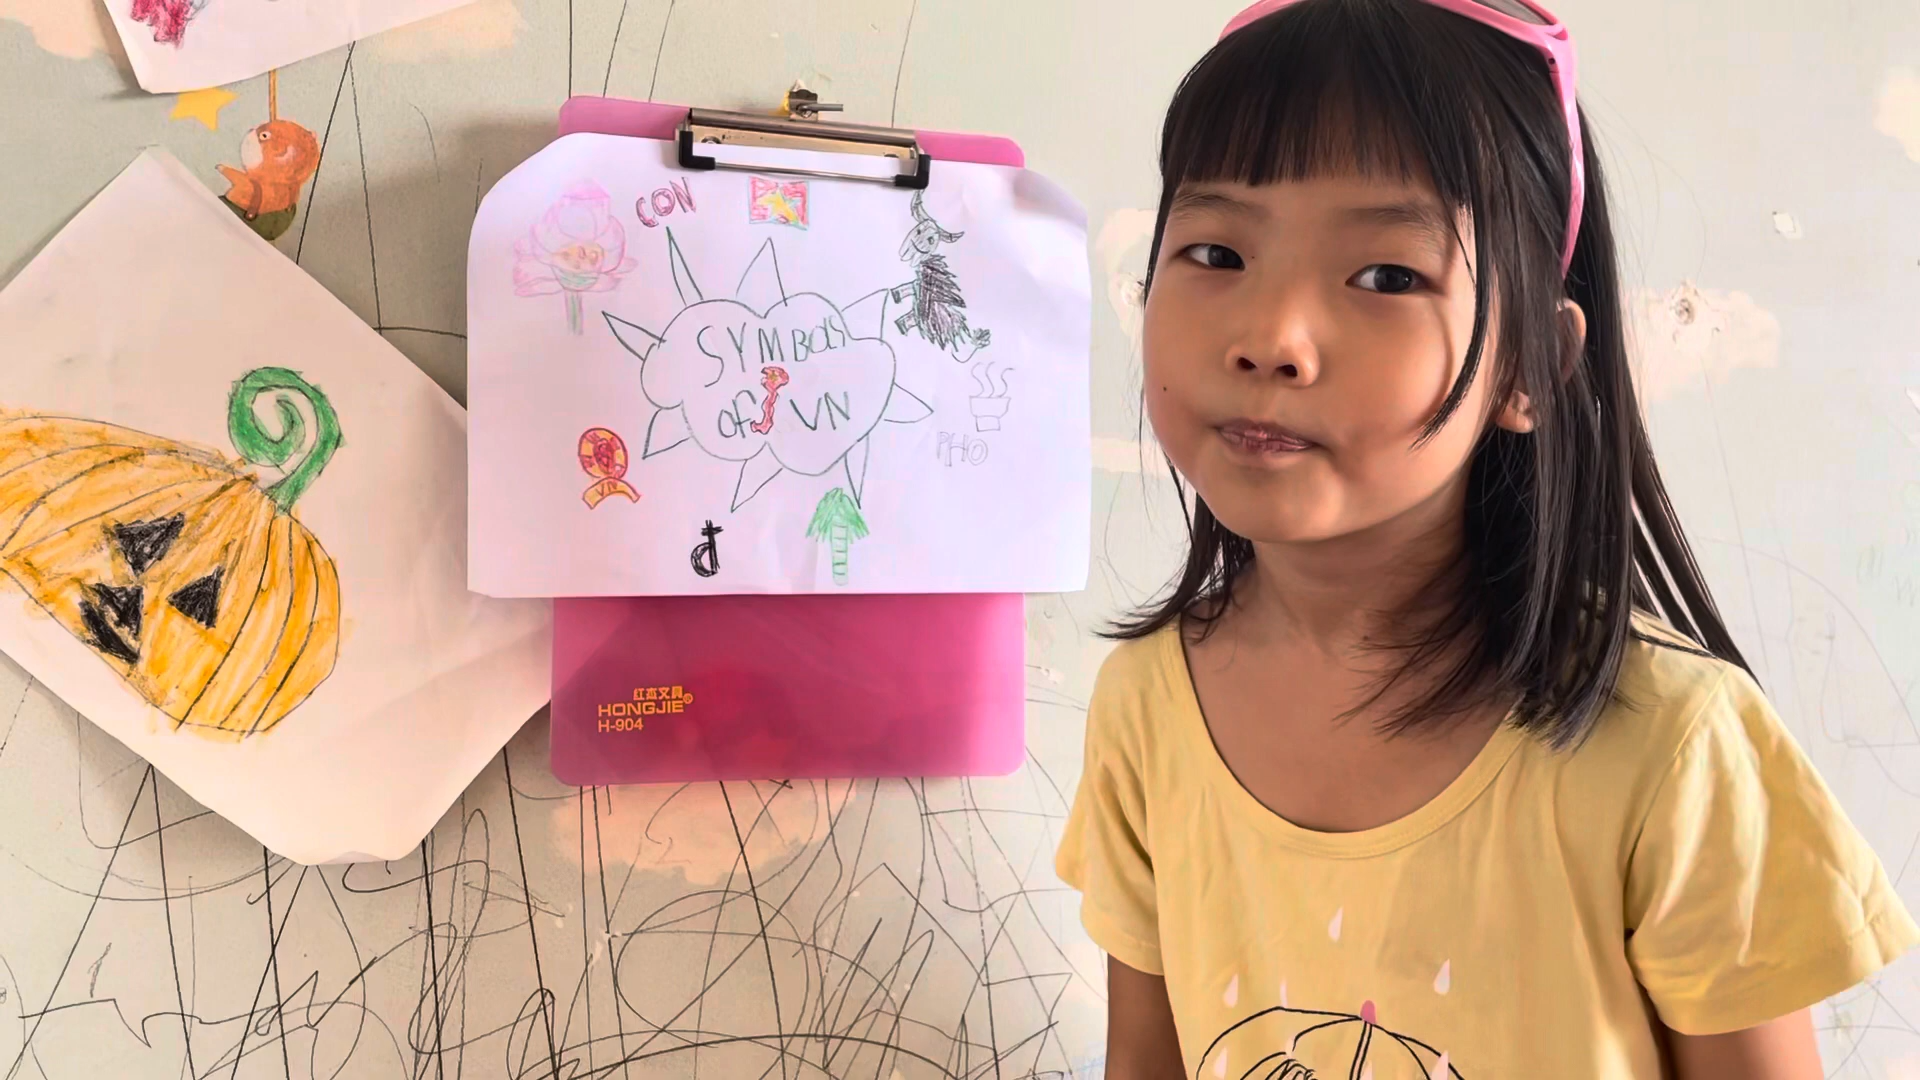 CON
SYMBOLS
of VN
PHO
VN
đ
红杰文具®
HONGJIE
H-904